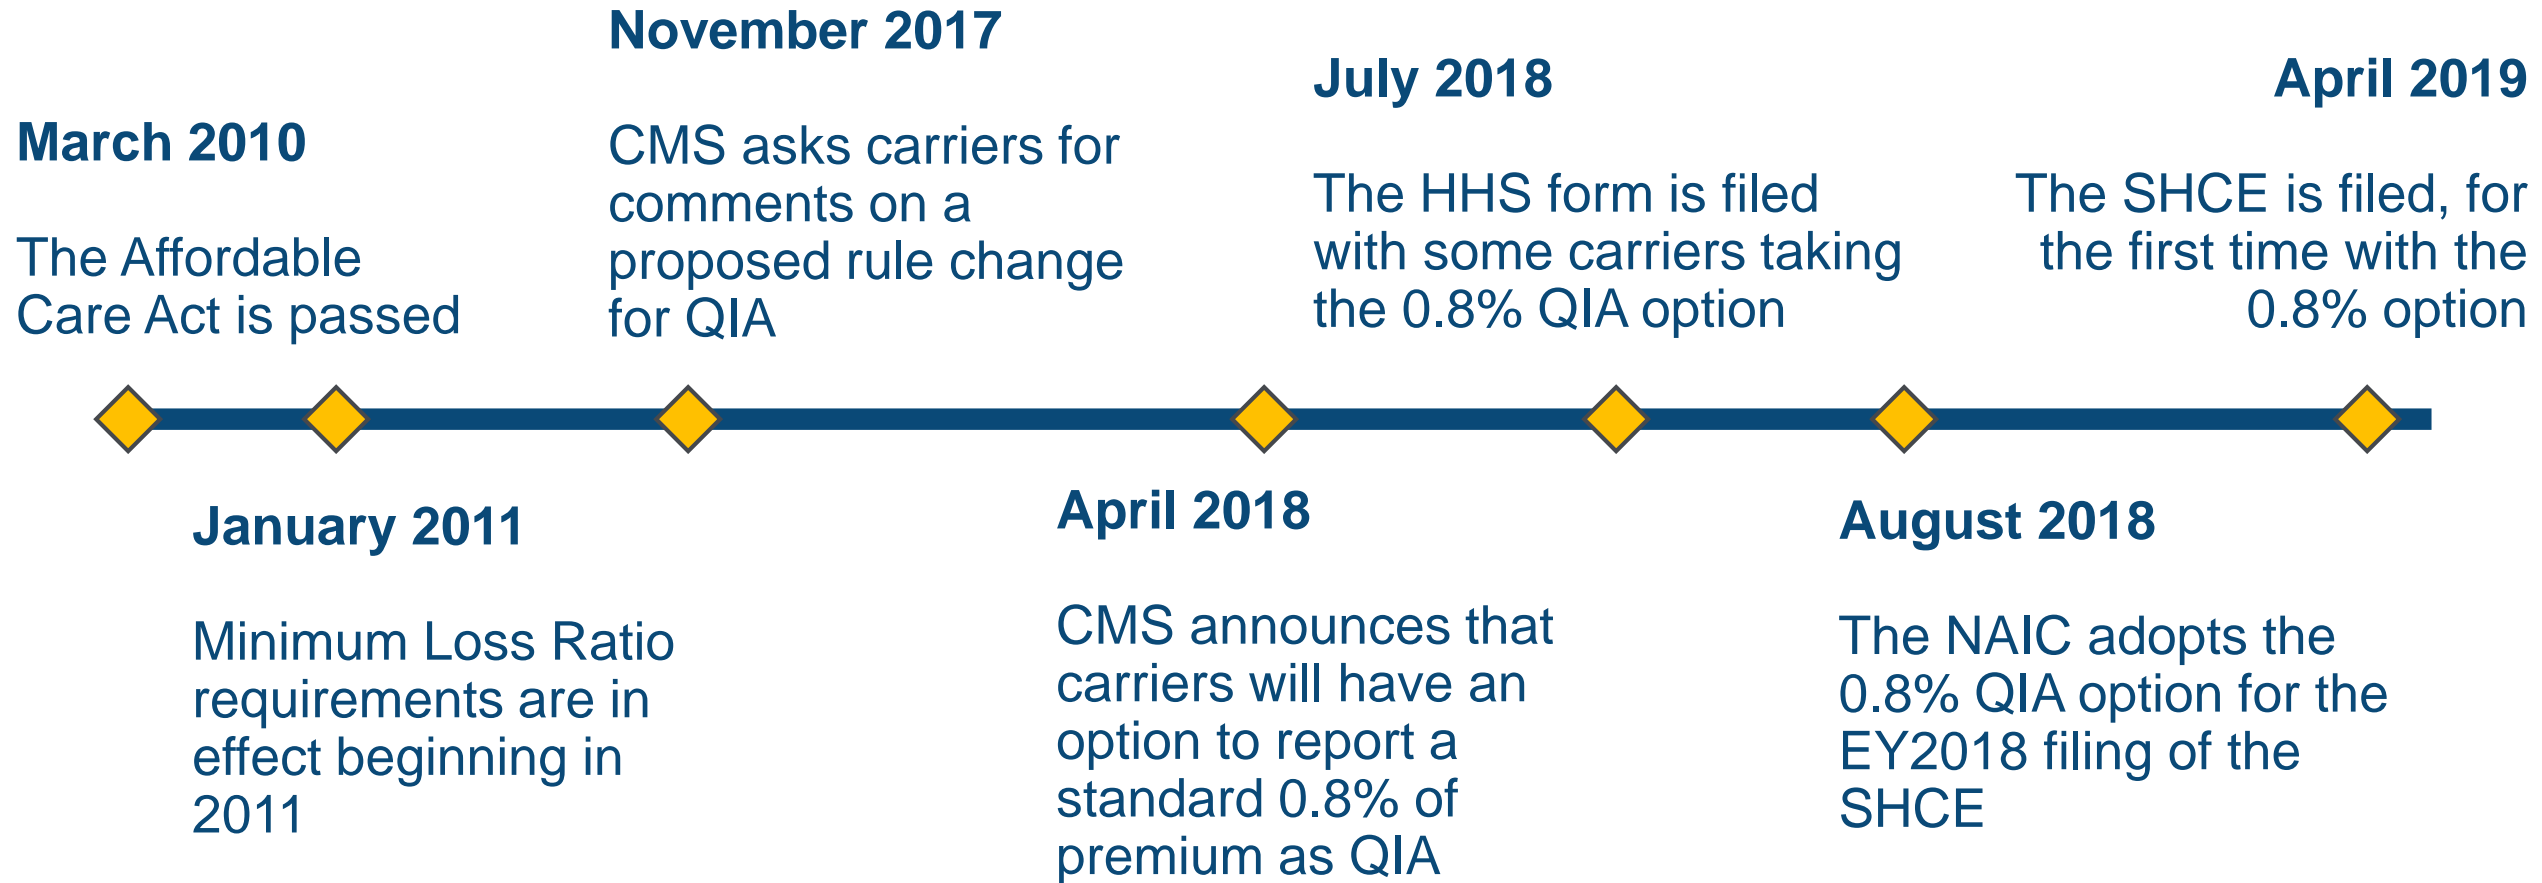 March 2010
The Affordable
Care Act is passed
January 2011
Minimum Loss Ratio
requirements are in
effect beginning in
2011
November 2017
CMS asks carriers for
comments on a
proposed rule change
for QIA
April 2018
CMS announces that
carriers will have an
option to report a
standard 0.8% of
premium as QIA
July 2018
The HHS form is filed
with some carriers taking
the 0.8% QIA option
August 2018
The NAIC adopts the
0.8% QIA option for the
EY2018 filing of the
SHCE
April 2019
The SHCE is filed, for
the first time with the
0.8% option